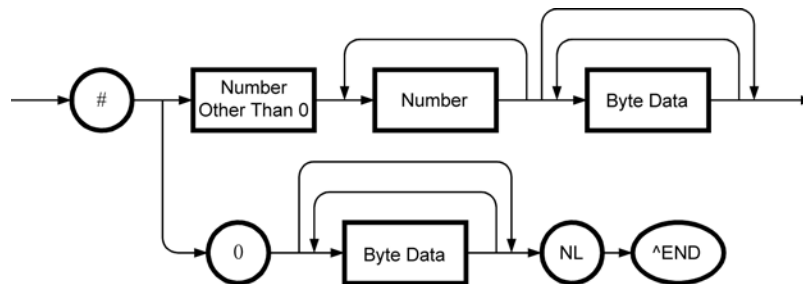 #
Number
Other Than 0
Number
Byte Data
0
Byte Data
NL
^END